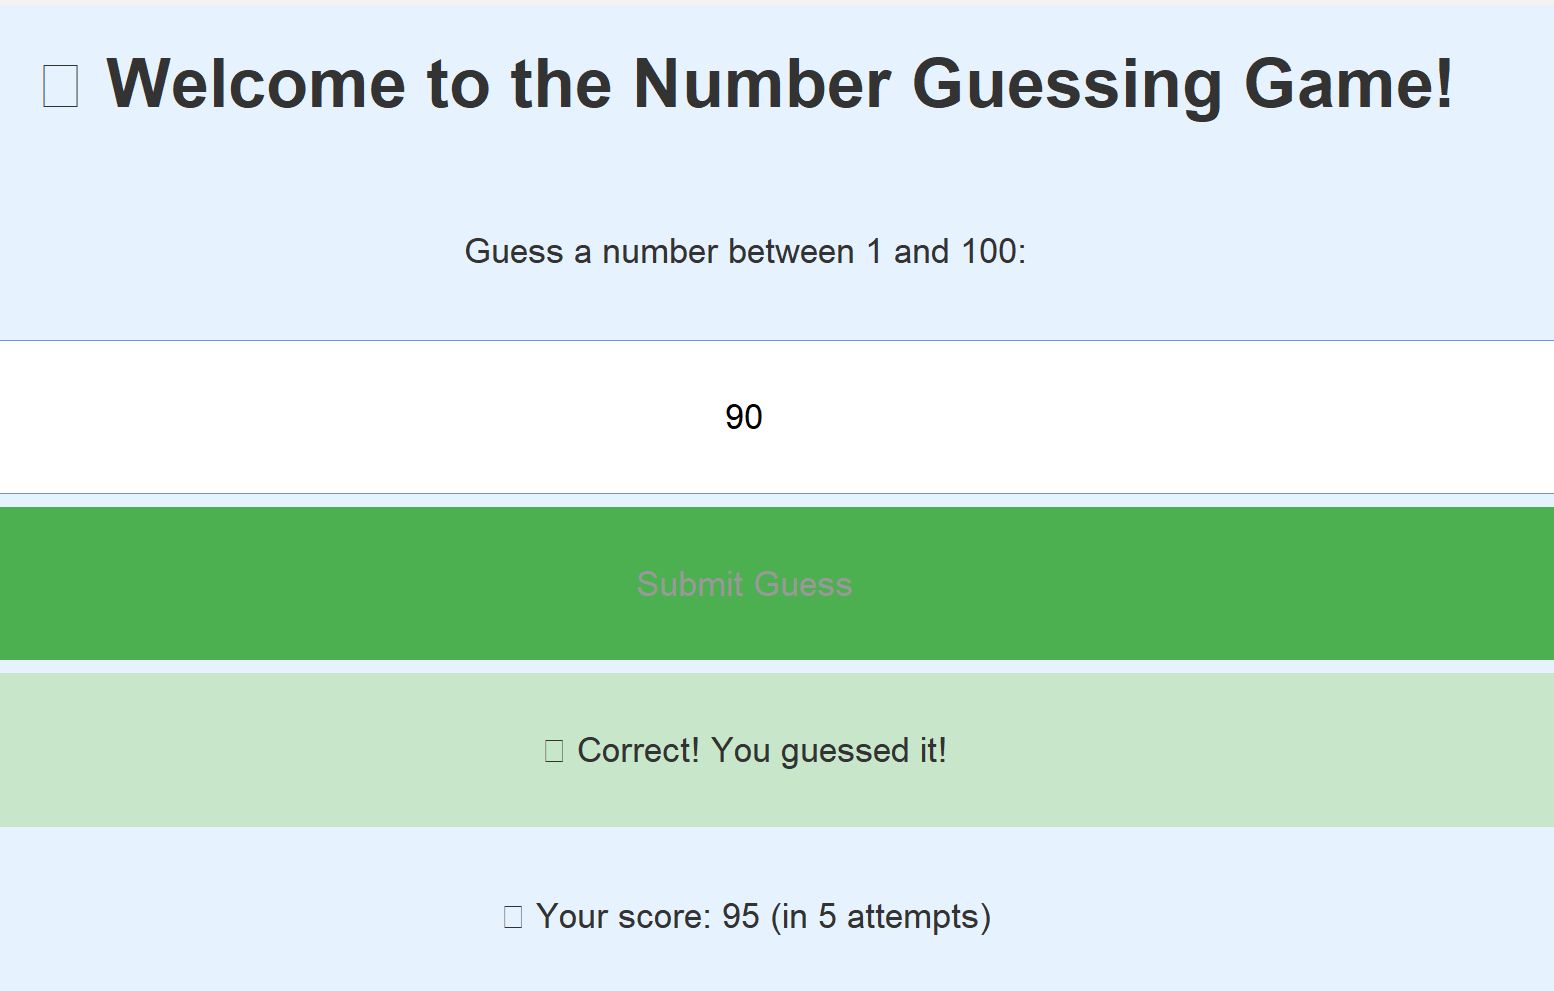 Welcome to the Number Guessing Game!
Guess a number between 1 and 100:
90
Submit Guess
Correct! You guessed it!
Your score: 95 (in 5 attempts)